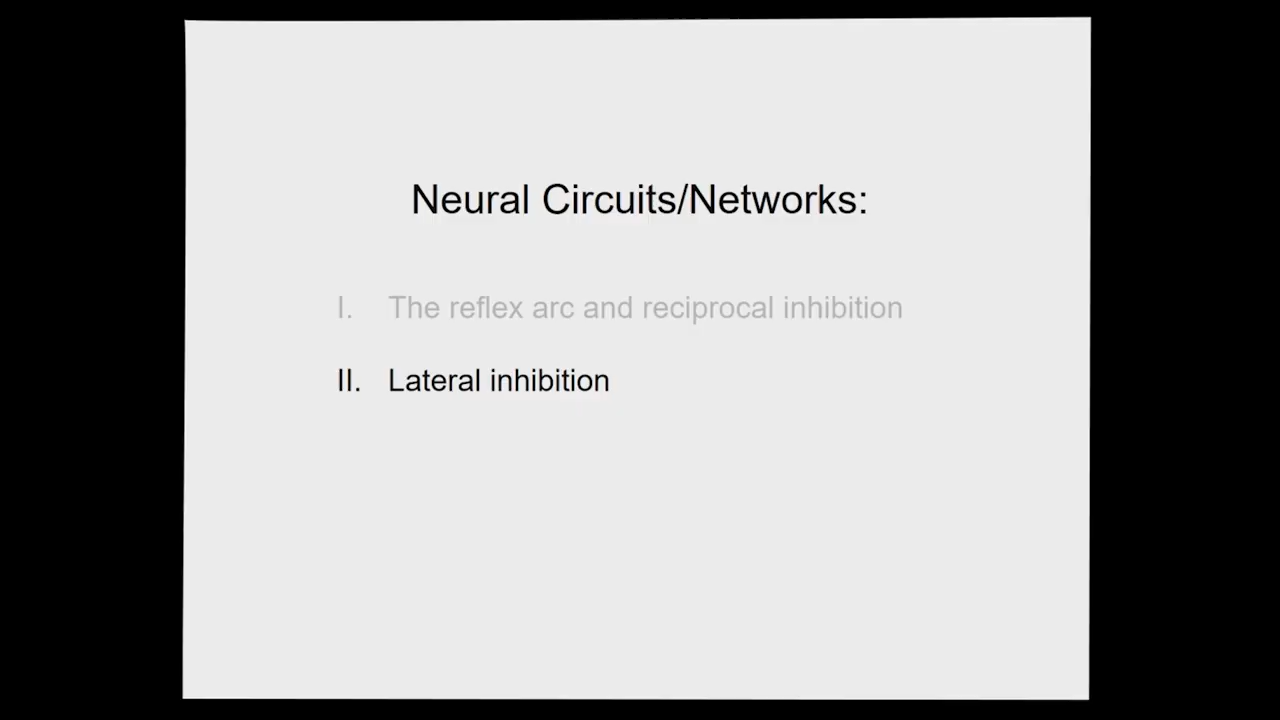 Neural Circuits/Networks:
I. The reflex arc and reciprocal inhibition
II. Lateral inhibition